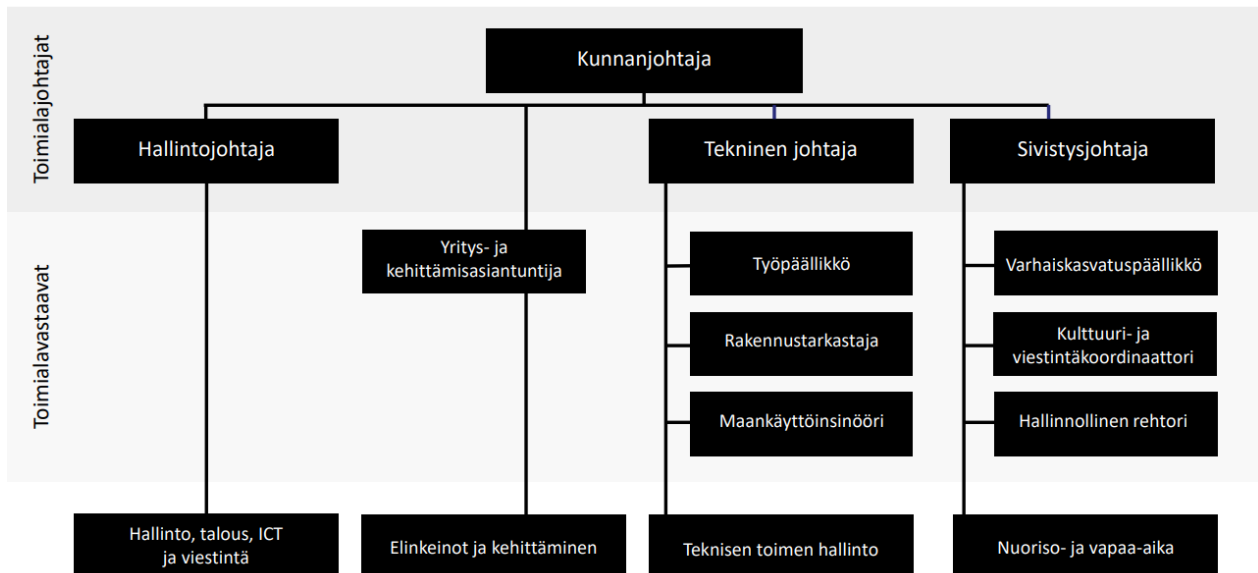 Toimialajohtajat
Kunnanjohtaja
Hallintojohtaja
Tekninen johtaja
Sivistysjohtaja
Toimialavastaavat
Yritys- ja
kehittämisasiantuntija
Työpäällikkö
Varhaiskasvatuspäällikkö
Rakennustarkastaja
Kulttuuri- ja
viestintäkoordinaattori
Maankäyttöinsinööri
Hallinnollinen rehtori
Hallinto, talous, ICT
ja viestintä
Elinkeinot ja kehittäminen
Teknisen toimen hallinto
Nuoriso- ja vapaa-aika